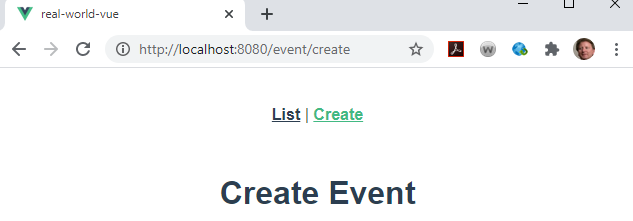 real-world-vue
http://localhost:8080/event/create
List | Create
Create Event